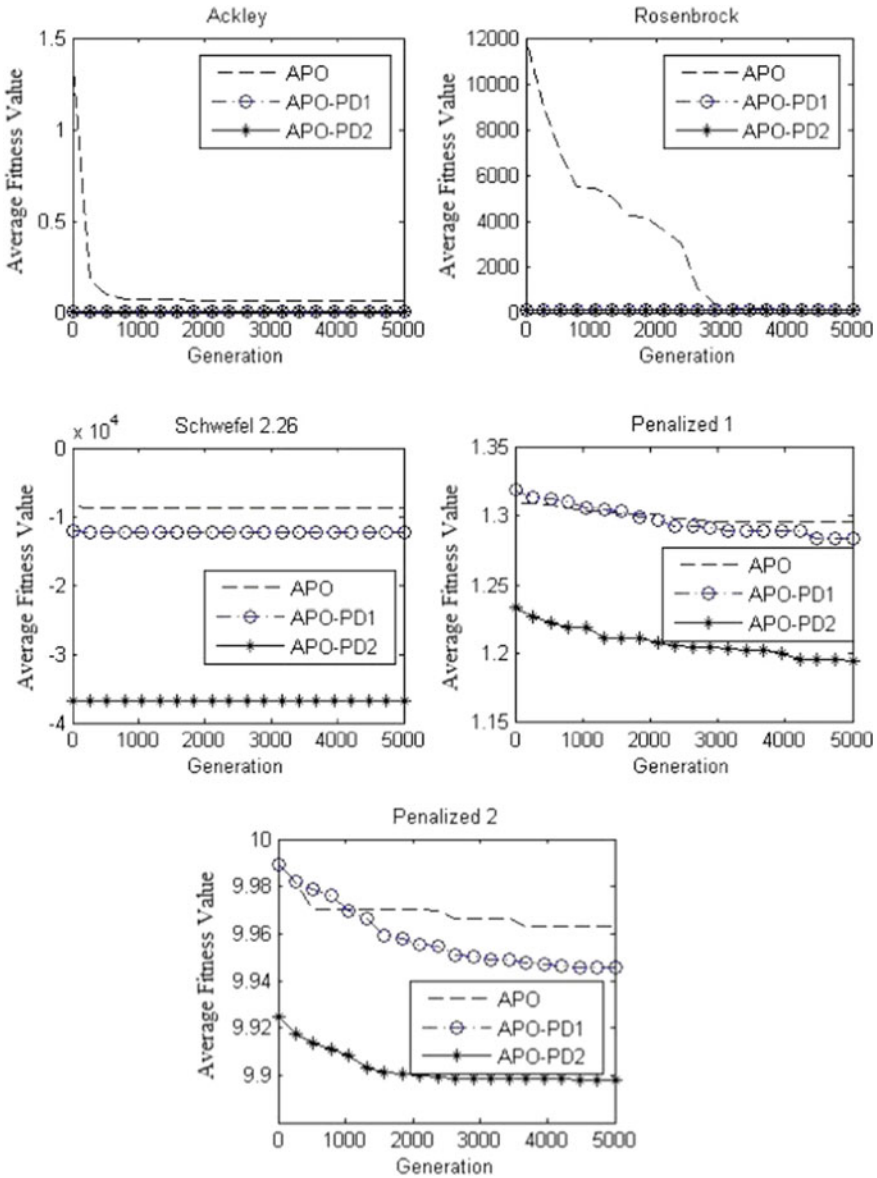 Ackley
1.5
1
0.5
0
Average Fitness Value
APO
APO-PD1
APO-PD2
0 1000 2000 3000 4000 5000
Generation
Rosenbrock
12000
10000
8000
6000
4000
2000
0
Average Fitness Value
APO
APO-PD1
APO-PD2
0 1000 2000 3000 4000 5000
Generation
Schwefel 2.26
x 10^4
0
-1
-2
-3
-4
Average Fitness Value
APO
APO-PD1
APO-PD2
0 1000 2000 3000 4000 5000
Generation
Penalized 1
1.35
1.3
1.25
1.2
1.15
Average Fitness Value
APO
APO-PD1
APO-PD2
0 1000 2000 3000 4000 5000
Generation
Penalized 2
10
9.98
9.96
9.94
9.92
9.9
Average Fitness Value
APO
APO-PD1
APO-PD2
0 1000 2000 3000 4000 5000
Generation